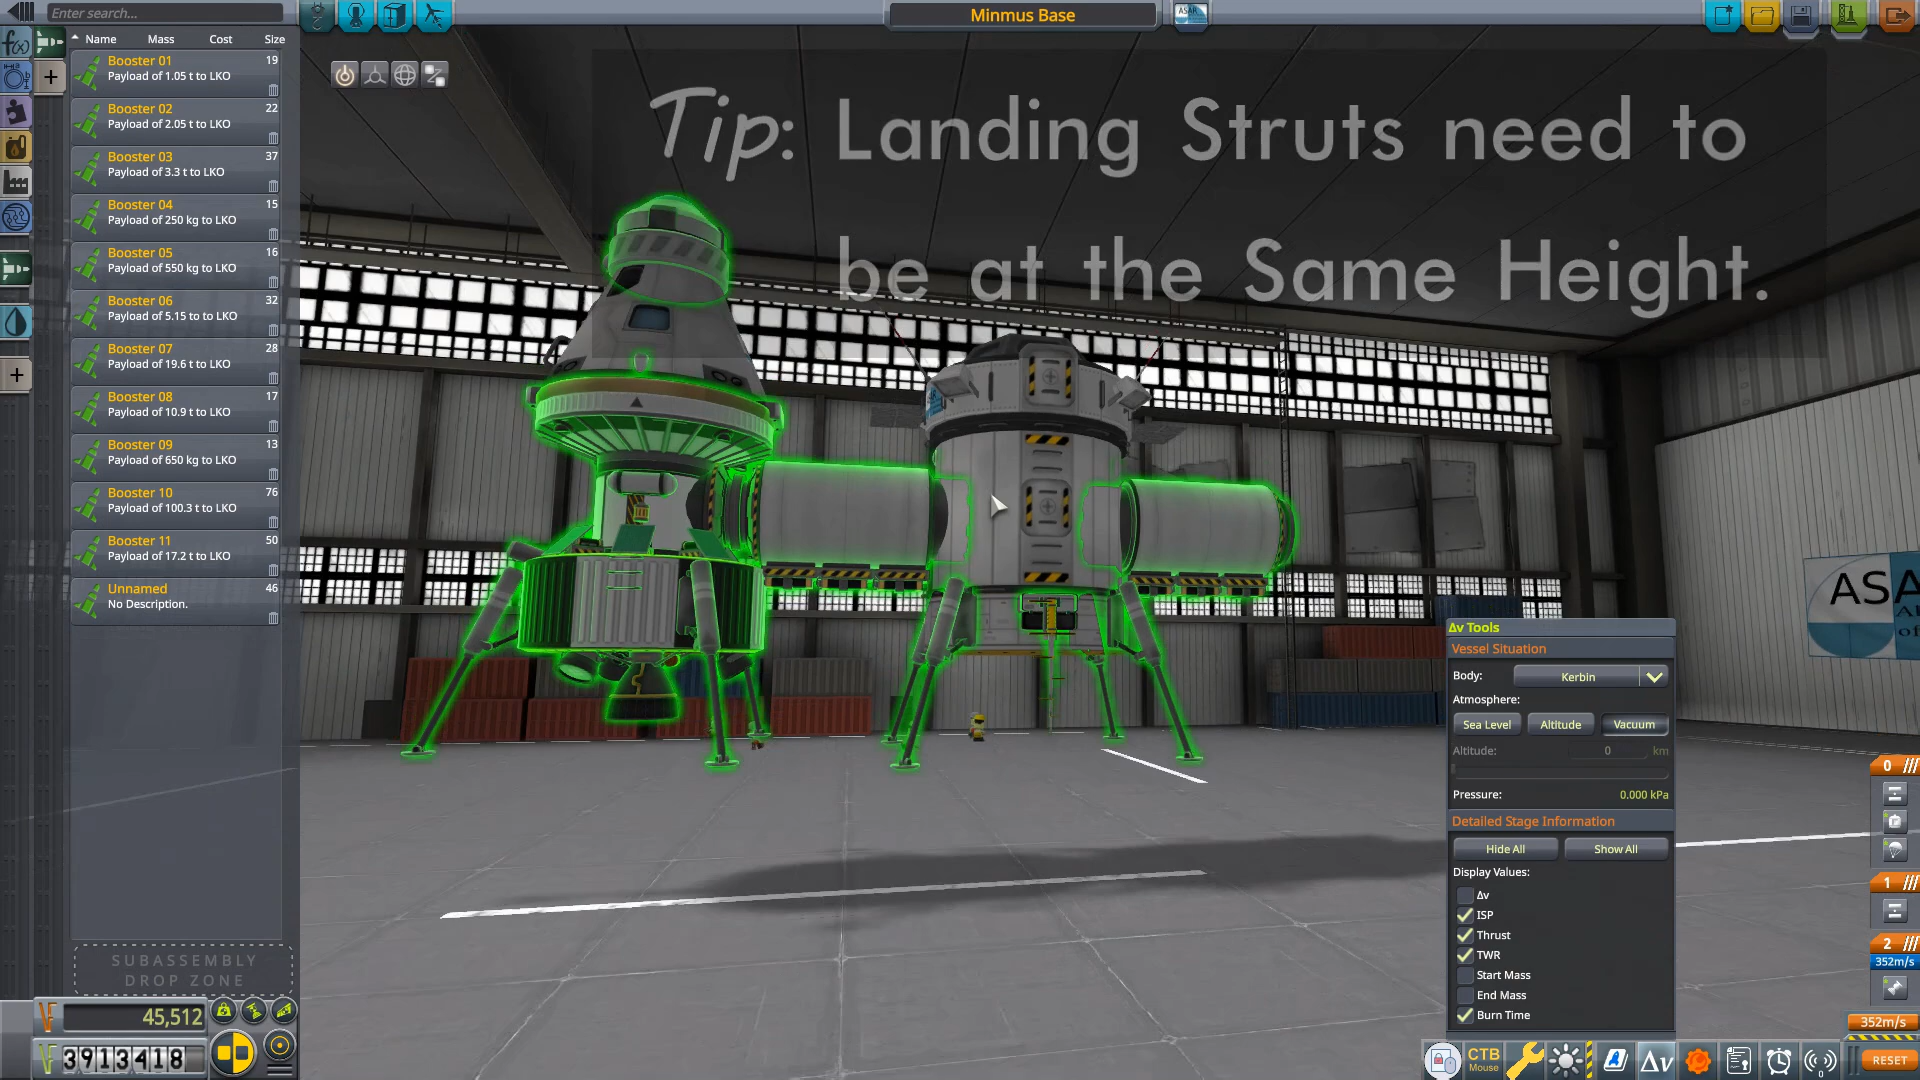 Enter search...
Minmus Base
ASAR
Name Mass Cost Size
Booster 01 19
Payload of 1.05 t to LKO
Booster 02 22
Payload of 2.05 t to LKO
Booster 03 37
Payload of 3.3 t to LKO
Booster 04 15
Payload of 250 kg to LKO
Booster 05 16
Payload of 550 kg to LKO
Booster 06 32
Payload of 5.15 to LKO
Booster 07 28
Payload of 19.6 t to LKO
Booster 08 17
Payload of 10.9 t to LKO
Booster 09 13
Payload of 650 kg to LKO
Booster 10 76
Payload of 100.3 t to LKO
Booster 11 50
Payload of 17.2 t to LKO
Unnamed 46
No Description.
SUBASSEMBLY
DROP ZONE
45,512
3913418
Tip: Landing Struts need to
be at the Same Height.
ASA
of
Δv Tools
Vessel Situation
Body: Kerbin
Atmosphere:
Sea Level Altitude Vacuum
Altitude: 0 km
Pressure: 0.000 kPa
Detailed Stage Information
Hide All Show All
Display Values:
Δv
ISP
Thrust
TWR
Start Mass
End Mass
Burn Time
0
1
2
352m/s
352m/s
CTB
Mouse
Δv
0
RESET